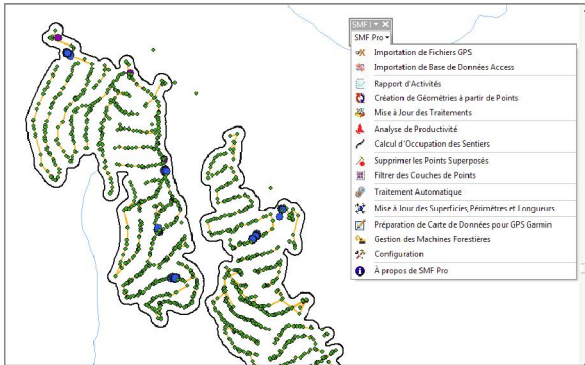 SMF
SMF Pro
Importation de Fichiers GPS
Importation de Base de Données Access
Rapport d'Activités
Création de Géométries à partir de Points
Mise à Jour des Traitements
Analyse de Productivité
Calcul d'Occupation des Sentiers
Supprimer les Points Superposés
Filtrer des Couches de Points
Traitement Automatique
Mise à Jour des Superficies,Périmètres et Longueurs
Préparation de Carte de Données pour GPS Garmin
Gestion des Machines Forestières
Configuration
À propos de SMF Pro